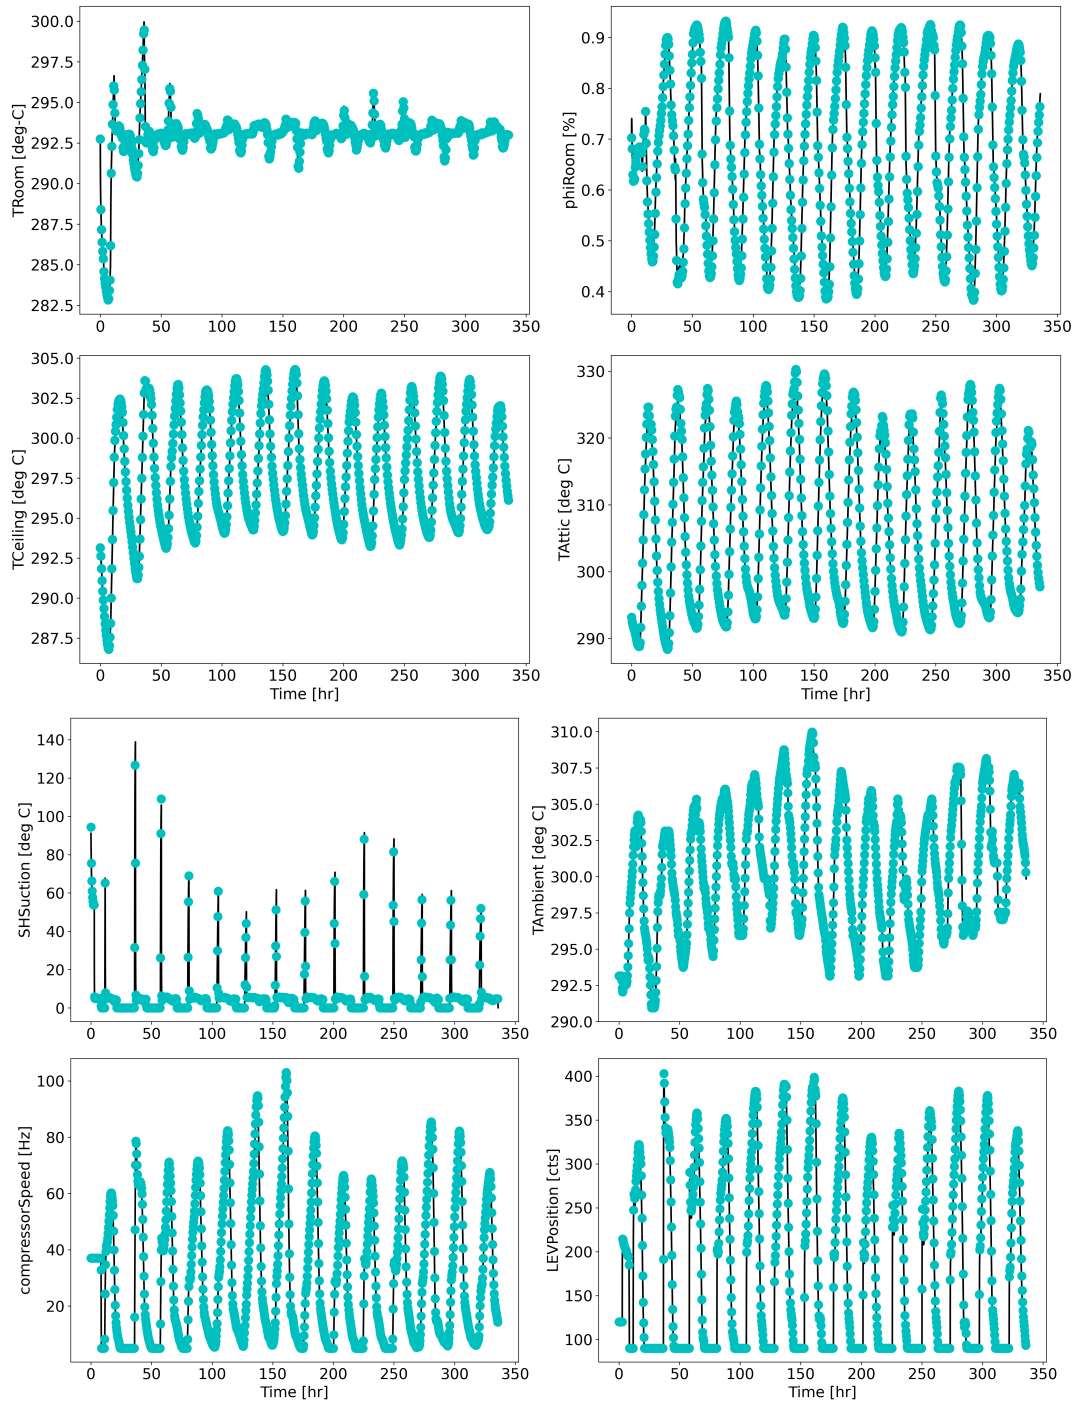 300.0
297.5
295.0
292.5
290.0
287.5
285.0
282.5
TRoom [deg-C]
0 50 100 150 200 250 300 350
0.9
0.8
0.7
0.6
0.5
0.4
phiRoom [%]
0 50 100 150 200 250 300 350
305.0
302.5
300.0
297.5
295.0
292.5
290.0
287.5
TCeiling [deg C]
0 50 100 150 200 250 300 350
Time [hr]
330
320
310
300
290
TAttic [deg C]
0 50 100 150 200 250 300 350
Time [hr]
140
120
100
80
60
40
20
0
SHSuction [deg C]
0 50 100 150 200 250 300 350
310.0
307.5
305.0
302.5
300.0
297.5
295.0
292.5
290.0
TAmbient [deg C]
0 50 100 150 200 250 300 350
100
80
60
40
20
compressorSpeed [Hz]
0 50 100 150 200 250 300 350
Time [hr]
400
350
300
250
200
150
100
LEVPosition [cts]
0 50 100 150 200 250 300 350
Time [hr]